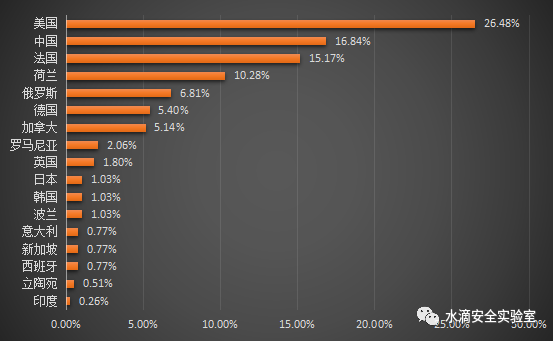 美国 26.48%
中国 16.84%
法国 15.17%
荷兰 10.28%
俄罗斯 6.81%
德国 5.40%
加拿大 5.14%
罗马尼亚 2.06%
英国 1.80%
日本 1.03%
韩国 1.03%
波兰 1.03%
意大利 0.77%
新加坡 0.77%
西班牙 0.77%
立陶宛 0.51%
印度 0.26%
水滴安全实验室
0.00% 5.00% 10.00% 15.00% 20.00% 25.00% 30.00%